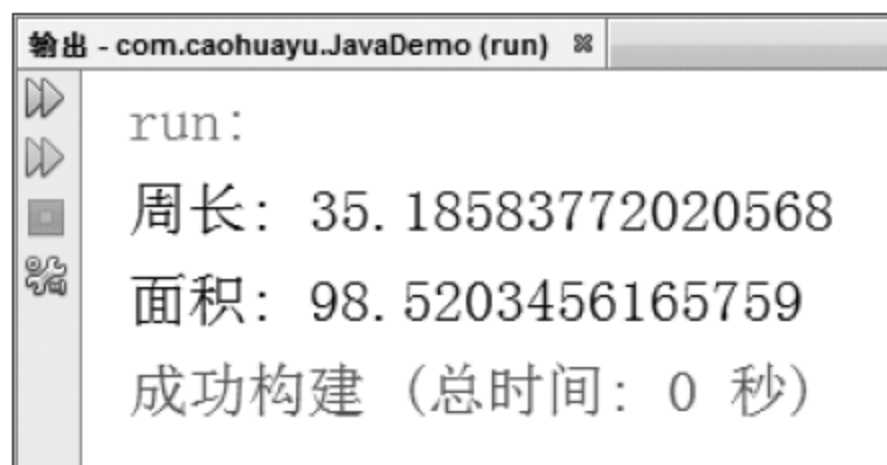 输出 - com.caohuayu.JavaDemo (run)
run:
周长: 35.18583772020568
面积: 98.5203456165759
成功构建 (总时间: 0 秒)